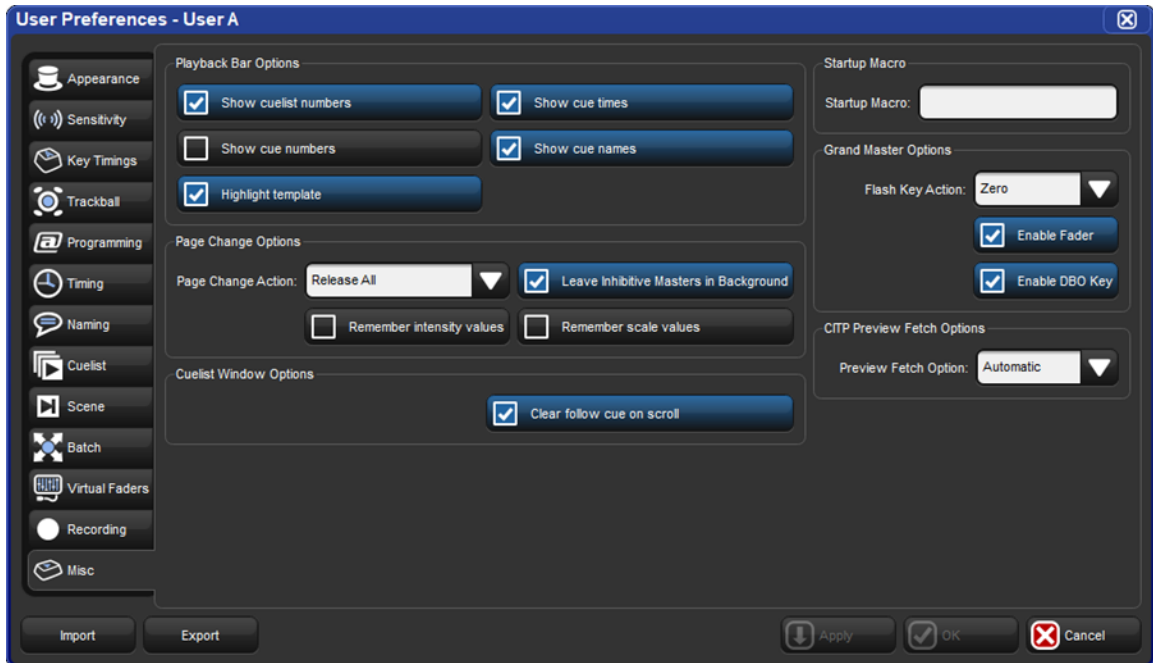 User Preferences - User A
Appearance
Sensitivity
Key Timings
Trackball
Programming
Timing
Naming
Cuelist
Scene
Batch
Virtual Faders
Recording
Misc
Playback Bar Options
Show cuelist numbers
Show cue times
Show cue numbers
Show cue names
Highlight template
Page Change Options
Page Change Action: Release All
Leave Inhibitive Masters in Background
Remember intensity values
Remember scale values
Cuelist Window Options
Clear follow cue on scroll
Startup Macro
Startup Macro:
Grand Master Options
Flash Key Action: Zero
Enable Fader
Enable DBO Key
CITP Preview Fetch Options
Preview Fetch Option: Automatic
Import
Export
Apply
OK
Cancel